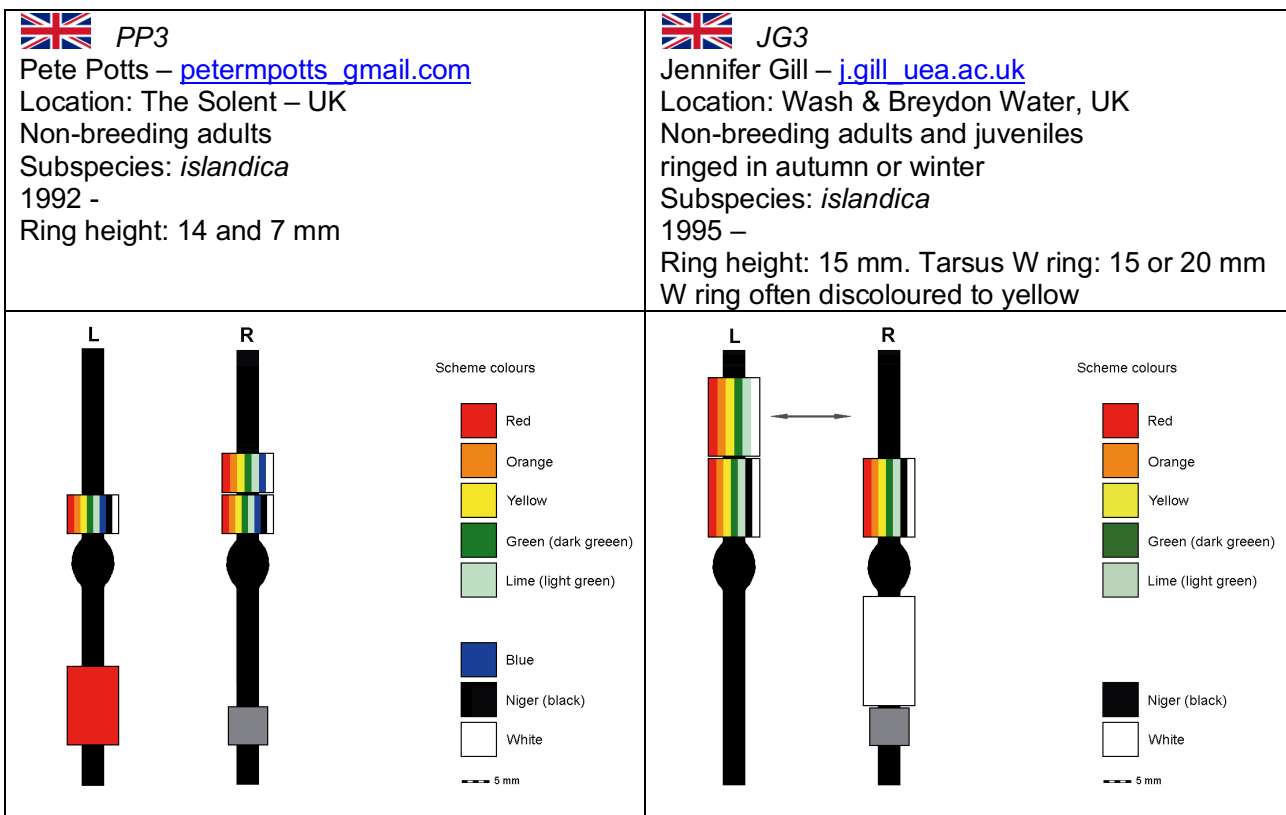 PP3
Pete Potts – petermpotts_gmail.com
Location: The Solent – UK
Non-breeding adults
Subspecies: islandica
1992 -
Ring height: 14 and 7 mm
JG3
Jennifer Gill – j.gill_uea.ac.uk
Location: Wash & Breydon Water, UK
Non-breeding adults and juveniles
ringed in autumn or winter
Subspecies: islandica
1995 –
Ring height: 15 mm. Tarsus W ring: 15 or 20 mm
W ring often discoloured to yellow
L
R
Scheme colours
Red
Orange
Yellow
Green (dark greeen)
Lime (light green)
Blue
Niger (black)
White
5 mm
L
R
Scheme colours
Red
Orange
Yellow
Green (dark greeen)
Lime (light green)
Niger (black)
White
5 mm